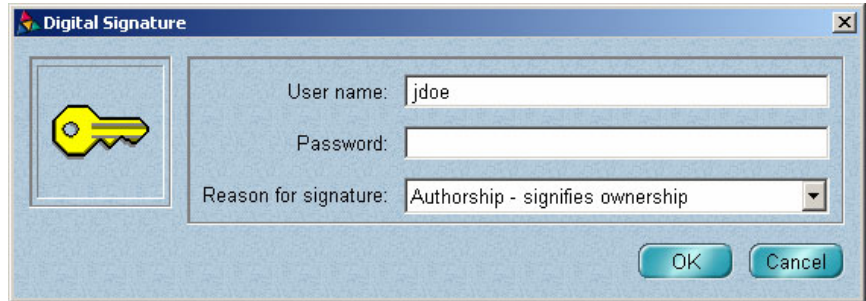 Digital Signature
User name: jdoe
Password:
Reason for signature: Authorship - signifies ownership
OK Cancel